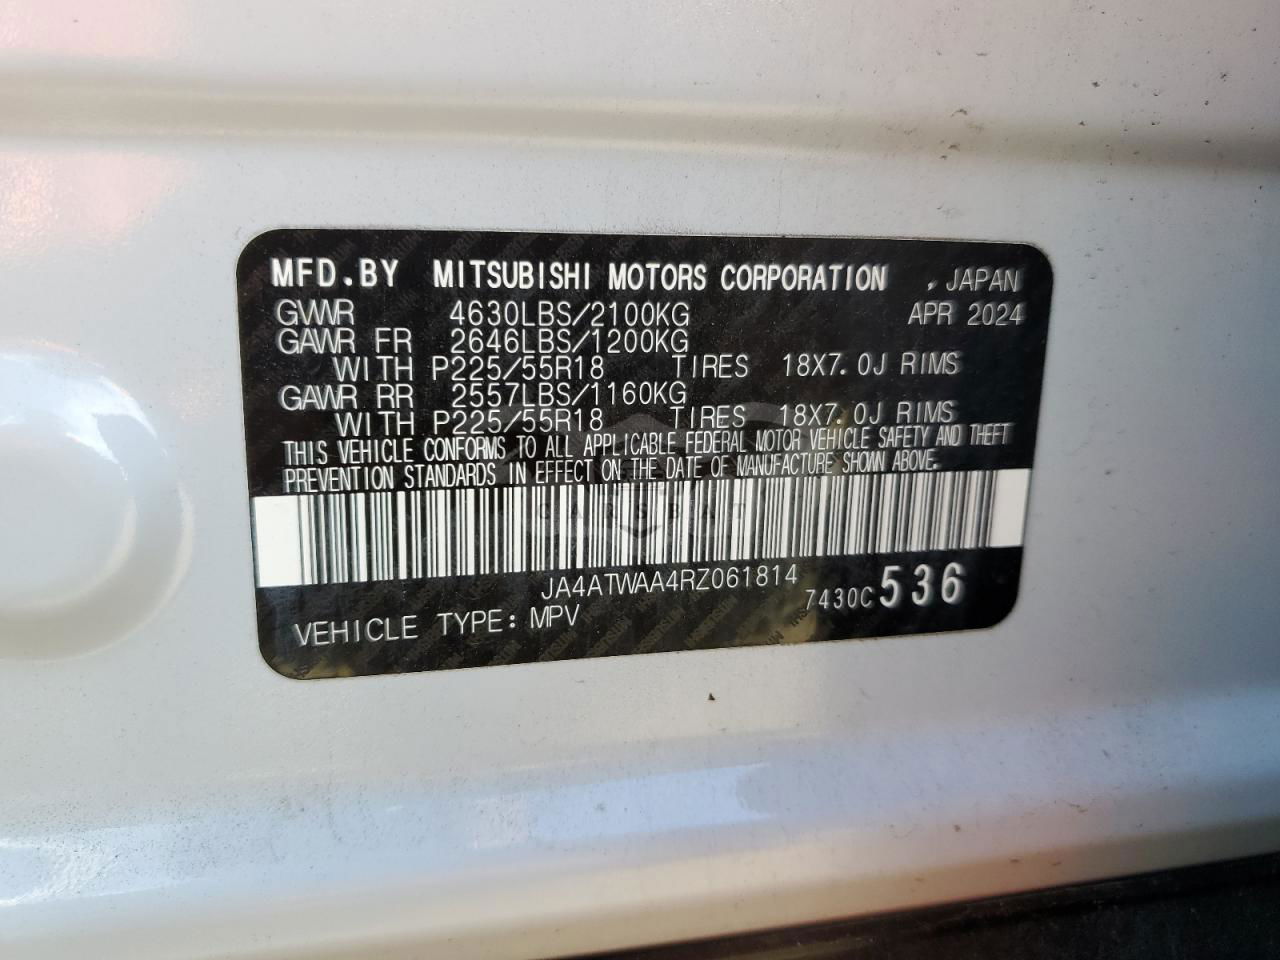 MFD.BY MITSUBISHI MOTORS CORPORATION , JAPAN
GVWR 4630LBS/2100KG APR 2024
GAWR FR 2646LBS/1200KG
WITH P225/55R18 TIRES 18X7.0J RIMS
GAWR RR 2557LBS/1160KG
WITH P225/55R18 TIRES 18X7.0J RIMS
THIS VEHICLE CONFORMS TO ALL APPLICABLE FEDERAL MOTOR VEHICLE SAFETY AND THEFT
PREVENTION STANDARDS IN EFFECT ON THE DATE OF MANUFACTURE SHOWN ABOVE.
JA4ATWAA4RZ061814
7430C 536
VEHICLE TYPE: MPV